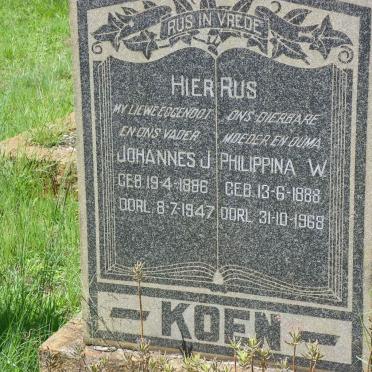 RUS IN VREDE
HIER RUS
MY LIEWE EGGENOOT
EN ONS VADER
JOHANNES J.
GEB. 19-4-1886
OORL. 8-7-1947
ONS DIERBARE
MOEDER EN OUMA
PHILIPPINA W.
GEB. 13-6-1888
OORL. 31-10-1968
KOEN